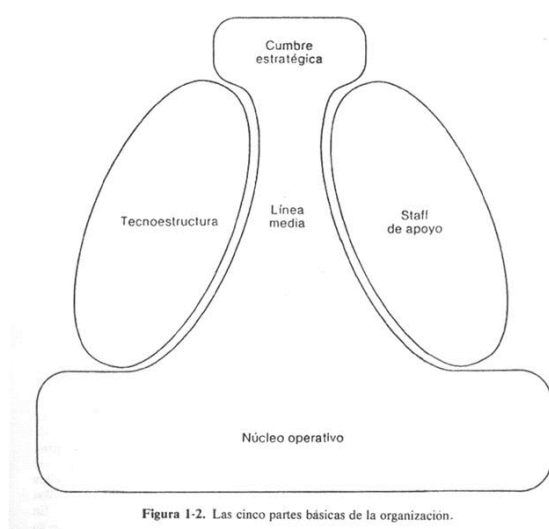 Cumbre
estratégica
Tecnoestructura
Línea
media
Staff
de apoyo
Núcleo operativo
Figura 1-2. Las cinco partes básicas de la organización.